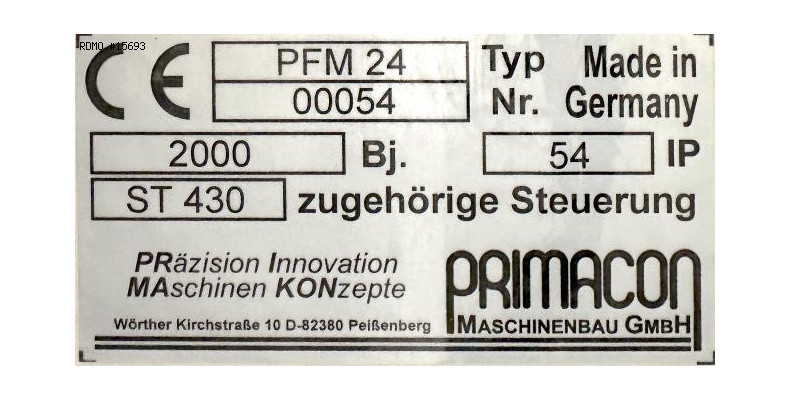 RDMO #15693
CE PFM 24 Typ Made in
00054 Nr. Germany
2000 Bj. 54 IP
ST 430 zugehörige Steuerung
PRäzision Innovation
MAschinen KONzepte
PRIMACON
MASCHINENBAU GMBH
Wörther Kirchstraße 10 D-82380 Peißenberg